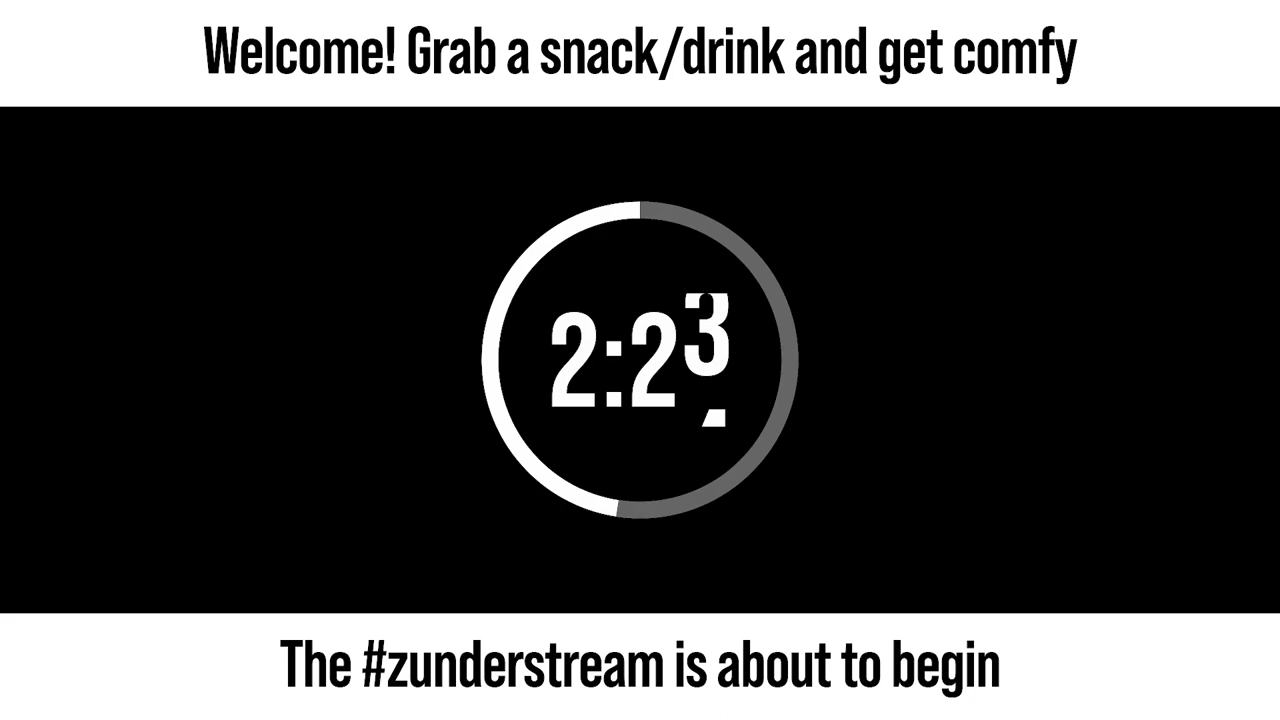 Welcome! Grab a snack/drink and get comfy
2:23
The #zunderstream is about to begin